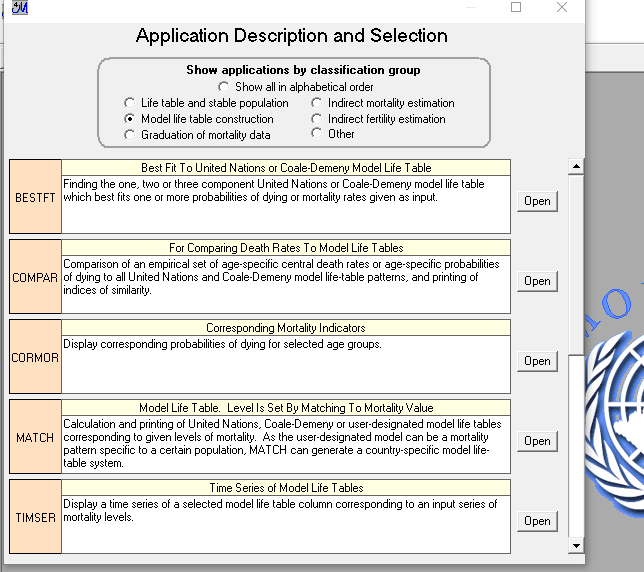 Application Description and Selection
Show applications by classification group
Show all in alphabetical order
Life table and stable population
Indirect mortality estimation
Model life table construction
Indirect fertility estimation
Graduation of mortality data
Other
Best Fit To United Nations or Coale-Demeny Model Life Table
BESTFT
Finding the one, two or three component United Nations or Coale-Demeny model life table
which best fits one or more probabilities of dying or mortality rates given as input.
Open
For Comparing Death Rates To Model Life Tables
COMPAR
Comparison of an empirical set of age-specific central death rates or age-specific probabilities
of dying to all United Nations and Coale-Demeny model life-table patterns, and printing of
indices of similarity.
Open
Corresponding Mortality Indicators
CORMOR
Display corresponding probabilities of dying for selected age groups.
Open
Model Life Table.  Level Is Set By Matching To Mortality Value
MATCH
Calculation and printing of United Nations, Coale-Demeny or user-designated model life tables
corresponding to given levels of mortality.  As the user-designated model can be a mortality
pattern specific to a certain population, MATCH can generate a country-specific model life-
table system.
Open
Time Series of Model Life Tables
TIMSER
Display a time series of a selected model life table column corresponding to an input series of
mortality levels.
Open